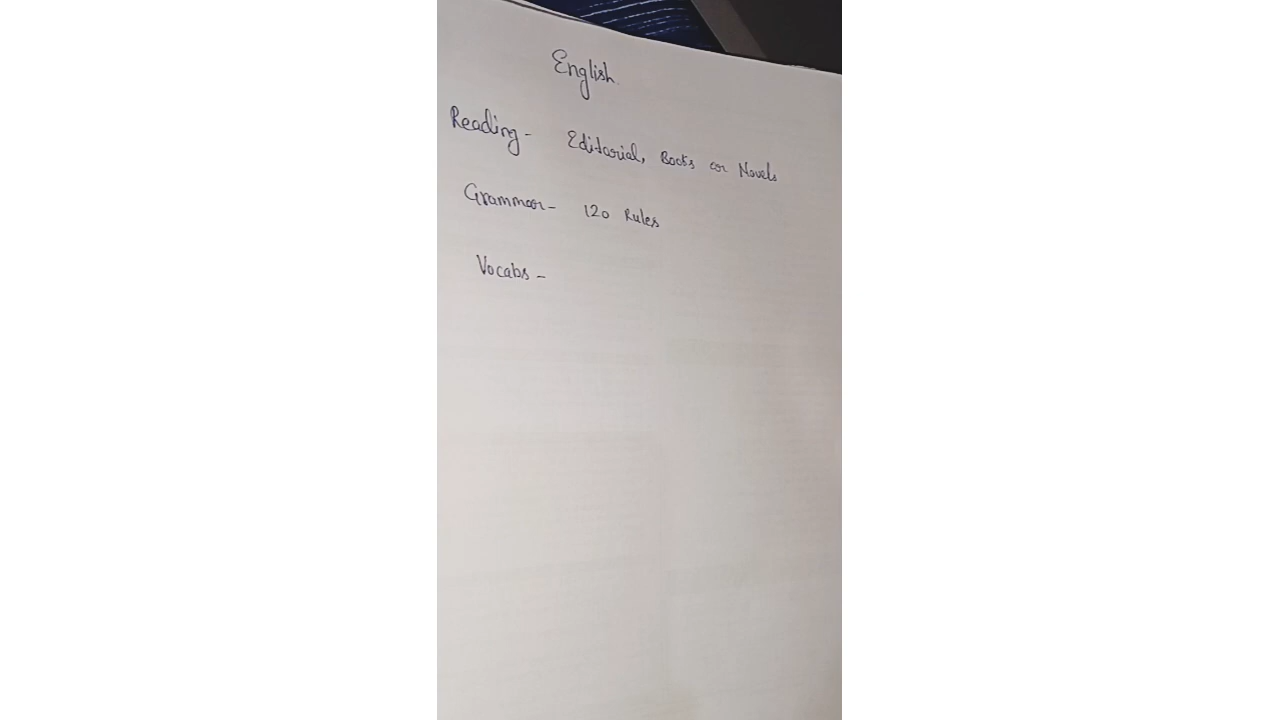 English
Reading - Editorial, Books or Novels
Grammar - 120 Rules
Vocabs -